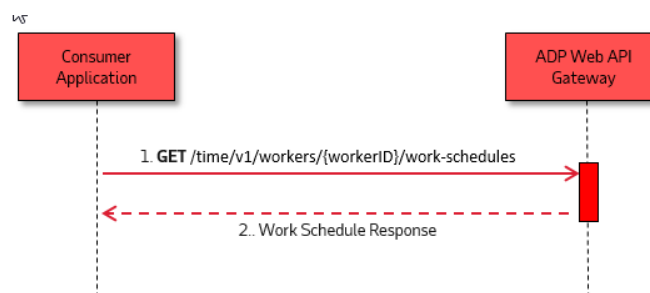 Consumer
Application
ADP Web API
Gateway
1. GET /time/v1/workers/{workerID}/work-schedules
2.. Work Schedule Response